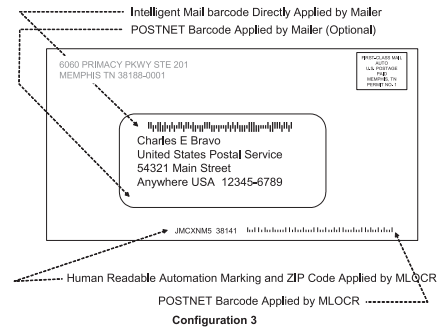 Intelligent Mail barcode Directly Applied by Mailer
POSTNET Barcode Applied by Mailer (Optional)
6060 PRIMACY PKWY STE 201
MEMPHIS TN 38188-0001
FIRST-CLASS MAIL
AUTO
U.S. POSTAGE
PAID
MEMPHIS, TN
PERMIT NO. 1
Charles E Bravo
United States Postal Service
54321 Main Street
Anywhere USA 12345-6789
JMCXNM5 38141
Human Readable Automation Marking and ZIP Code Applied by MLOCR
POSTNET Barcode Applied by MLOCR
Configuration 3